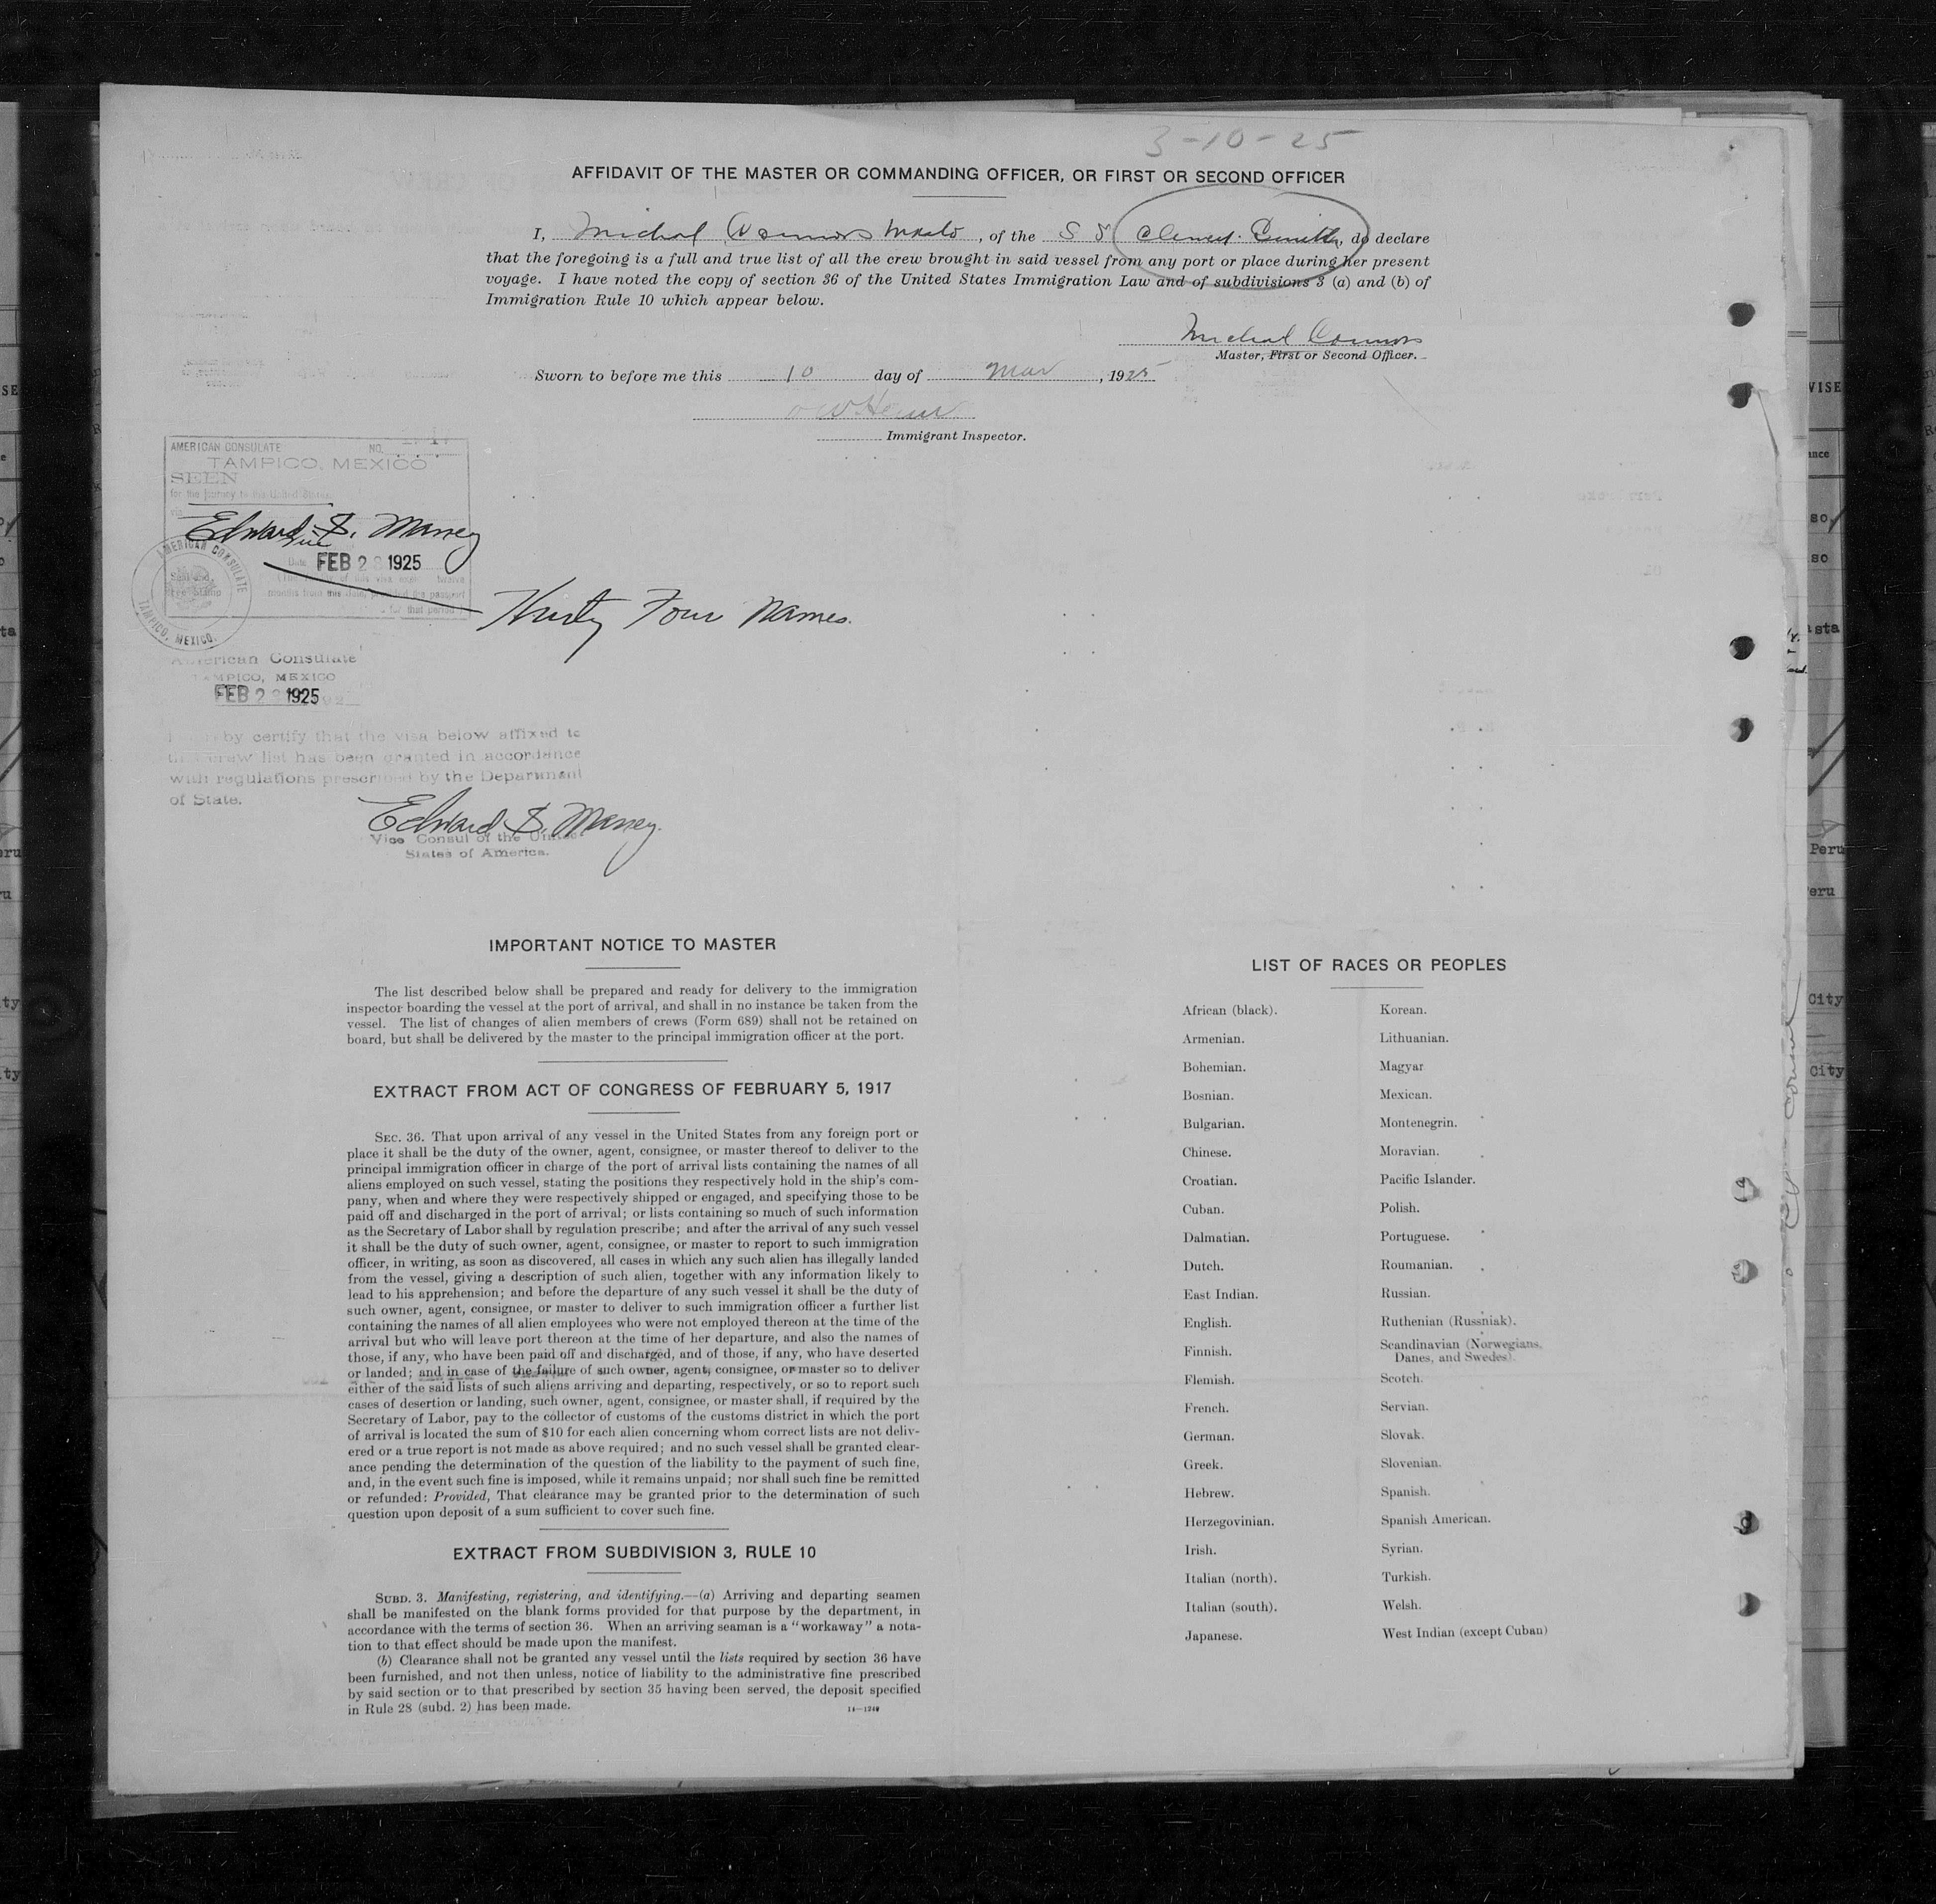 3-10-25
AFFIDAVIT OF THE MASTER OR COMMANDING OFFICER, OR FIRST OR SECOND OFFICER
I, Michal Connors, of the S S, do declare
that the foregoing is a full and true list of all the crew brought in said vessel from any port or place during her present
voyage. I have noted the copy of section 36 of the United States Immigration Law and of subdivisions 3 (a) and (b) of
Immigration Rule 10 which appear below.
Michal Connors
Master, First or Second Officer.
Sworn to before me this 10 day of Mar, 1925
Immigrant Inspector.
AMERICAN CONSULATE NO.
TAMPICO, MEXICO
SEEN
for the journey to the United States.
via
Edward S. Maney
Vice
Date FEB 2 1925
AMERICAN CONSULATE
TAMPICO, MEXICO.
Thirty Four Names.
American Consulate
TAMPICO, MEXICO
FEB 2 1925
I hereby certify that the visa below affixed to
this crew list has been granted in accordance
with regulations prescribed by the Department
of State.
Edward S. Maney.
Vice Consul of the United
States of America.
IMPORTANT NOTICE TO MASTER
The list described below shall be prepared and ready for delivery to the immigration
inspector boarding the vessel at the port of arrival, and shall in no instance be taken from the
vessel. The list of changes of alien members of crews (Form 689) shall not be retained on
board, but shall be delivered by the master to the principal immigration officer at the port.
EXTRACT FROM ACT OF CONGRESS OF FEBRUARY 5, 1917
SEC. 36. That upon arrival of any vessel in the United States from any foreign port or
place it shall be the duty of the owner, agent, consignee, or master thereof to deliver to the
principal immigration officer in charge of the port of arrival lists containing the names of all
aliens employed on such vessel, stating the positions they respectively hold in the ship's com-
pany, when and where they were respectively shipped or engaged, and specifying those to be
paid off and discharged in the port of arrival; or lists containing so much of such information
as the Secretary of Labor shall by regulation prescribe; and after the arrival of any such vessel
it shall be the duty of such owner, agent, consignee, or master to report to such immigration
officer, in writing, as soon as discovered, all cases in which any such alien has illegally landed
from the vessel, giving a description of such alien, together with any information likely to
lead to his apprehension; and before the departure of any such vessel it shall be the duty of
such owner, agent, consignee, or master to deliver to such immigration officer a further list
containing the names of all alien employees who were not employed thereon at the time of the
arrival but who will leave port thereon at the time of her departure, and also the names of
those, if any, who have been paid off and discharged, and of those, if any, who have deserted
or landed; and in case of the failure of such owner, agent, consignee, or master so to deliver
either of the said lists of such aliens arriving and departing, respectively, or so to report such
cases of desertion or landing, such owner, agent, consignee, or master shall, if required by the
Secretary of Labor, pay to the collector of customs of the customs district in which the port
of arrival is located the sum of $10 for each alien concerning whom correct lists are not deliv-
ered or a true report is not made as above required; and no such vessel shall be granted clear-
ance pending the determination of the question of the liability to the payment of such fine,
and, in the event such fine is imposed, while it remains unpaid; nor shall such fine be remitted
or refunded: Provided, That clearance may be granted prior to the determination of such
question upon deposit of a sum sufficient to cover such fine.
EXTRACT FROM SUBDIVISION 3, RULE 10
SUBD. 3. Manifesting, registering, and identifying.—(a) Arriving and departing seamen
shall be manifested on the blank forms provided for that purpose by the department, in
accordance with the terms of section 36. When an arriving seaman is a "workaway" a nota-
tion to that effect should be made upon the manifest.
(b) Clearance shall not be granted any vessel until the lists required by section 36 have
been furnished, and not then unless, notice of liability to the administrative fine prescribed
by said section or to that prescribed by section 35 having been served, the deposit specified
in Rule 28 (subd. 2) has been made.
14—1240
LIST OF RACES OR PEOPLES
African (black).
Armenian.
Bohemian.
Bosnian.
Bulgarian.
Chinese.
Croatian.
Cuban.
Dalmatian.
Dutch.
East Indian.
English.
Finnish.
Flemish.
French.
German.
Greek.
Hebrew.
Herzegovinian.
Irish.
Italian (north).
Italian (south).
Japanese.
Korean.
Lithuanian.
Magyar
Mexican.
Montenegrin.
Moravian.
Pacific Islander.
Polish.
Portuguese.
Roumanian.
Russian.
Ruthenian (Russniak).
Scandinavian (Norwegians,
Danes, and Swedes).
Scotch.
Servian.
Slovak.
Slovenian.
Spanish.
Spanish American.
Syrian.
Turkish.
Welsh.
West Indian (except Cuban)
Peru
City
City